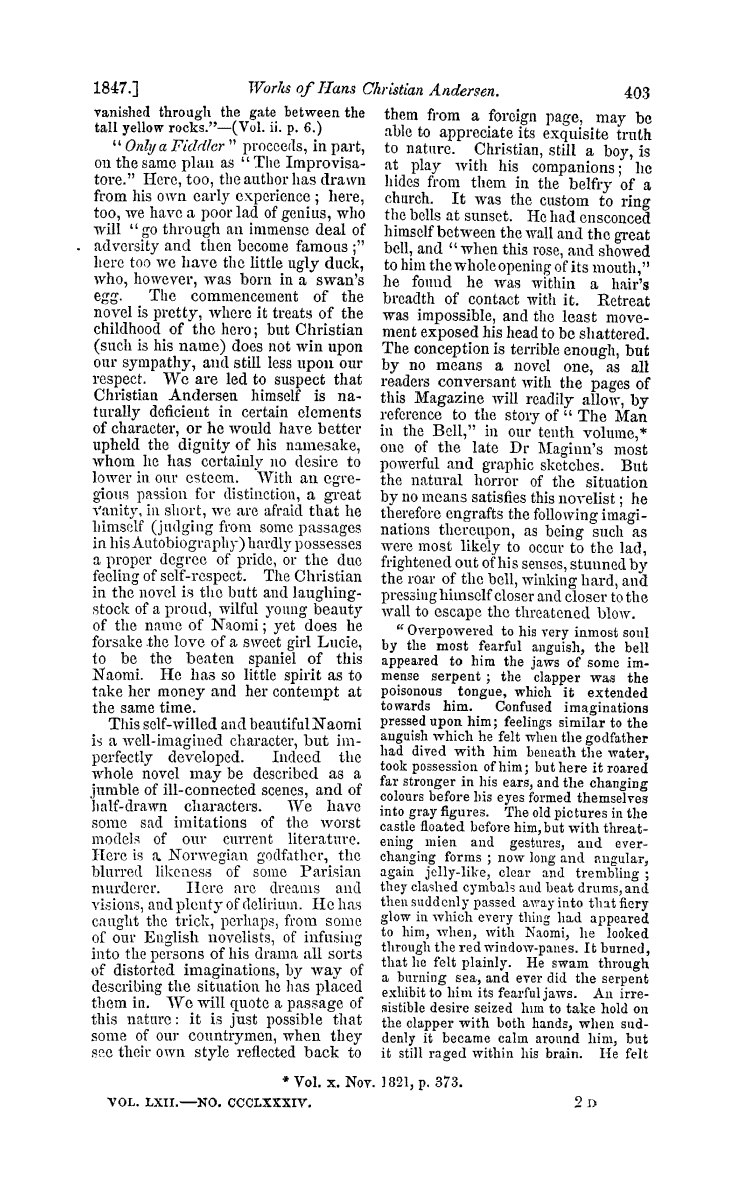 1847.] Works of Hans Christian Andersen. 403
vanished through the gate between the
tall yellow rocks."—(Vol. ii. p. 6.)
"Only a Fiddler" proceeds, in part,
on the same plan as "The Improvisa-
tore." Here, too, the author has drawn
from his own early experience; here,
too, we have a poor lad of genius, who
will "go through an immense deal of
adversity and then become famous;"
here too we have the little ugly duck,
who, however, was born in a swan's
egg. The commencement of the
novel is pretty, where it treats of the
childhood of the hero; but Christian
(such is his name) does not win upon
our sympathy, and still less upon our
respect. We are led to suspect that
Christian Andersen himself is na-
turally deficient in certain elements
of character, or he would have better
upheld the dignity of his namesake,
whom he has certainly no desire to
lower in our esteem. With an egre-
gious passion for distinction, a great
vanity, in short, we are afraid that he
himself (judging from some passages
in his Autobiography) hardly possesses
a proper degree of pride, or the due
feeling of self-respect. The Christian
in the novel is the butt and laughing-
stock of a proud, wilful young beauty
of the name of Naomi; yet does he
forsake the love of a sweet girl Lucie,
to be the beaten spaniel of this
Naomi. He has so little spirit as to
take her money and her contempt at
the same time.
This self-willed and beautiful Naomi
is a well-imagined character, but im-
perfectly developed. Indeed the
whole novel may be described as a
jumble of ill-connected scenes, and of
half-drawn characters. We have
some sad imitations of the worst
models of our current literature.
Here is a Norwegian godfather, the
blurred likeness of some Parisian
murderer. Here are dreams and
visions, and plenty of delirium. He has
caught the trick, perhaps, from some
of our English novelists, of infusing
into the persons of his drama all sorts
of distorted imaginations, by way of
describing the situation he has placed
them in. We will quote a passage of
this nature: it is just possible that
some of our countrymen, when they
see their own style reflected back to
them from a foreign page, may be
able to appreciate its exquisite truth
to nature. Christian, still a boy, is
at play with his companions; he
hides from them in the belfry of a
church. It was the custom to ring
the bells at sunset. He had ensconced
himself between the wall and the great
bell, and "when this rose, and showed
to him the whole opening of its mouth,"
he found he was within a hair's
breadth of contact with it. Retreat
was impossible, and the least move-
ment exposed his head to be shattered.
The conception is terrible enough, but
by no means a novel one, as all
readers conversant with the pages of
this Magazine will readily allow, by
reference to the story of "The Man
in the Bell," in our tenth volume,*
one of the late Dr Maginn's most
powerful and graphic sketches. But
the natural horror of the situation
by no means satisfies this novelist; he
therefore engrafts the following imagi-
nations thereupon, as being such as
were most likely to occur to the lad,
frightened out of his senses, stunned by
the roar of the bell, winking hard, and
pressing himself closer and closer to the
wall to escape the threatened blow.
"Overpowered to his very inmost soul
by the most fearful anguish, the bell
appeared to him the jaws of some im-
mense serpent; the clapper was the
poisonous tongue, which it extended
towards him. Confused imaginations
pressed upon him; feelings similar to the
anguish which he felt when the godfather
had dived with him beneath the water,
took possession of him; but here it roared
far stronger in his ears, and the changing
colours before his eyes formed themselves
into gray figures. The old pictures in the
castle floated before him, but with threat-
ening mien and gestures, and ever-
changing forms; now long and angular,
again jelly-like, clear and trembling;
they clashed cymbals and beat drums, and
then suddenly passed away into that fiery
glow in which every thing had appeared
to him, when, with Naomi, he looked
through the red window-panes. It burned,
that he felt plainly. He swam through
a burning sea, and ever did the serpent
exhibit to him its fearful jaws. An irre-
sistible desire seized him to take hold on
the clapper with both hands, when sud-
denly it became calm around him, but
it still raged within his brain. He felt
* Vol. x. Nov. 1821, p. 373.
VOL. LXII.—NO. CCCLXXXIV. 2 D